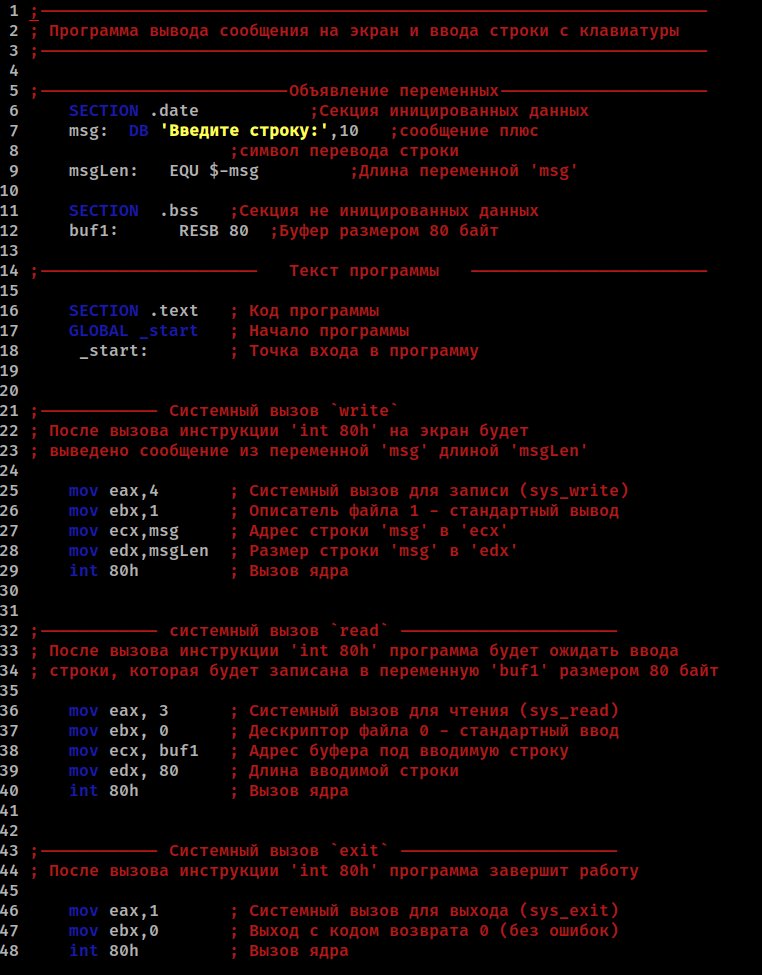 1 ;------------------------------------------------------------------
2 ; Программа вывода сообщения на экран и ввода строки с клавиатуры
3 ;------------------------------------------------------------------
4
5 ;------------------------Объявление переменных--------------------
6 SECTION .date ;Секция инициированных данных
7 msg: DB 'Введите строку:',10 ;сообщение плюс
8 ;символ перевода строки
9 msgLen: EQU $-msg ;Длина переменной 'msg'
10
11 SECTION .bss ;Секция не инициированных данных
12 buf1: RESB 80 ;Буфер размером 80 байт
13
14 ;--------------------- Текст программы -----------------------
15
16 SECTION .text ; Код программы
17 GLOBAL _start ; Начало программы
18 _start: ; Точка входа в программу
19
20
21 ;----------- Системный вызов `write`
22 ; После вызова инструкции 'int 80h' на экран будет
23 ; выведено сообщение из переменной 'msg' длиной 'msgLen'
24
25 mov eax,4 ; Системный вызов для записи (sys_write)
26 mov ebx,1 ; Описатель файла 1 - стандартный вывод
27 mov ecx,msg ; Адрес строки 'msg' в 'ecx'
28 mov edx,msgLen ; Размер строки 'msg' в 'edx'
29 int 80h ; Вызов ядра
30
31
32 ;----------- системный вызов `read` ---------------------
33 ; После вызова инструкции 'int 80h' программа будет ожидать ввода
34 ; строки, которая будет записана в переменную 'buf1' размером 80 байт
35
36 mov eax, 3 ; Системный вызов для чтения (sys_read)
37 mov ebx, 0 ; Дескриптор файла 0 - стандартный ввод
38 mov ecx, buf1 ; Адрес буфера под вводимую строку
39 mov edx, 80 ; Длина вводимой строки
40 int 80h ; Вызов ядра
41
42
43 ;----------- Системный вызов `exit` ---------------------
44 ; После вызова инструкции 'int 80h' программа завершит работу
45
46 mov eax,1 ; Системный вызов для выхода (sys_exit)
47 mov ebx,0 ; Выход с кодом возврата 0 (без ошибок)
48 int 80h ; Вызов ядра